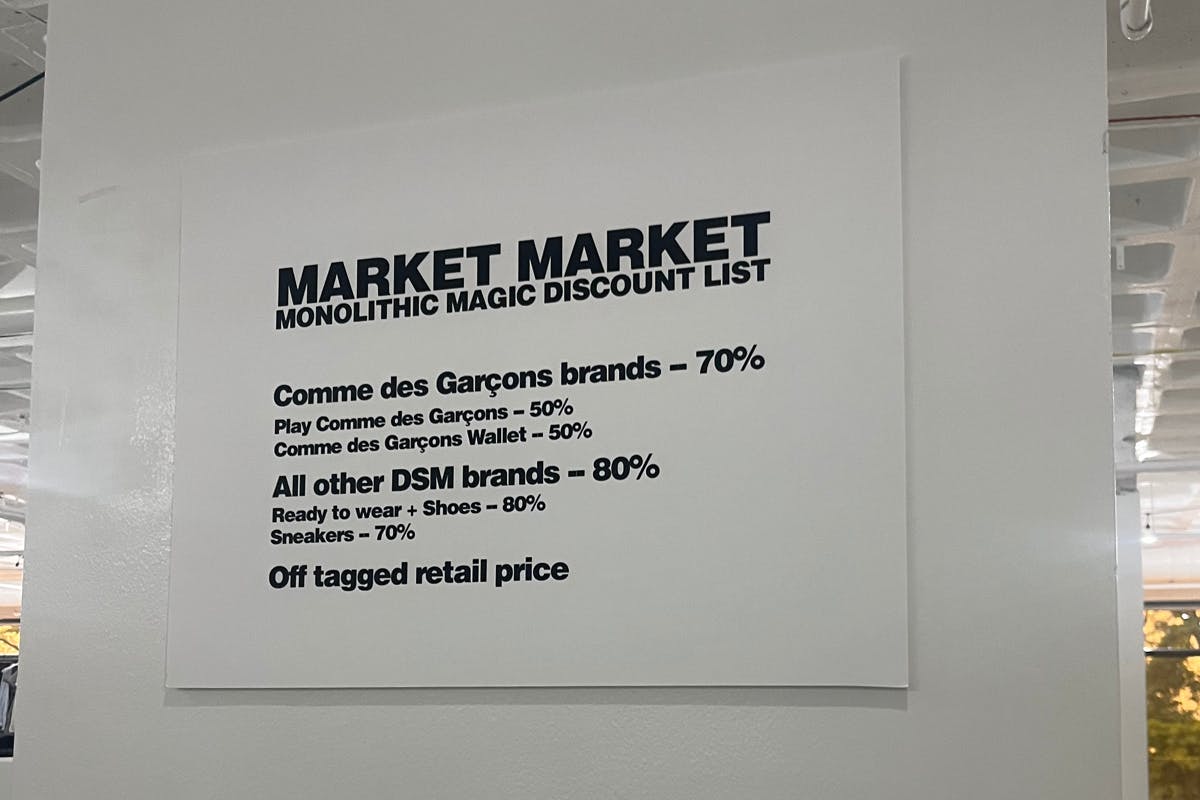 MARKET MARKET
MONOLITHIC MAGIC DISCOUNT LIST
Comme des Garçons brands – 70%
Play Comme des Garçons – 50%
Comme des Garçons Wallet – 50%
All other DSM brands – 80%
Ready to wear + Shoes – 80%
Sneakers – 70%
Off tagged retail price